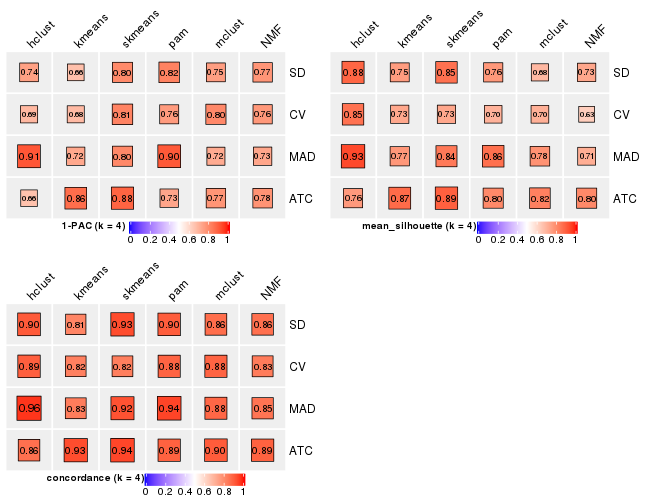 hclust kmeans skmeans pam mclust NMF
0.74 0.66 0.80 0.82 0.75 0.77 SD
0.69 0.68 0.81 0.76 0.80 0.76 CV
0.91 0.72 0.80 0.90 0.72 0.73 MAD
0.66 0.86 0.88 0.73 0.77 0.78 ATC
1-PAC (k = 4)
0 0.2 0.4 0.6 0.8 1
hclust kmeans skmeans pam mclust NMF
0.88 0.75 0.85 0.76 0.68 0.73 SD
0.85 0.73 0.73 0.70 0.70 0.63 CV
0.93 0.77 0.84 0.86 0.78 0.71 MAD
0.76 0.87 0.89 0.80 0.82 0.80 ATC
mean_silhouette (k = 4)
0 0.2 0.4 0.6 0.8 1
hclust kmeans skmeans pam mclust NMF
0.90 0.81 0.93 0.90 0.86 0.86 SD
0.89 0.82 0.82 0.88 0.88 0.83 CV
0.96 0.83 0.92 0.94 0.88 0.85 MAD
0.86 0.93 0.94 0.89 0.90 0.89 ATC
concordance (k = 4)
0 0.2 0.4 0.6 0.8 1